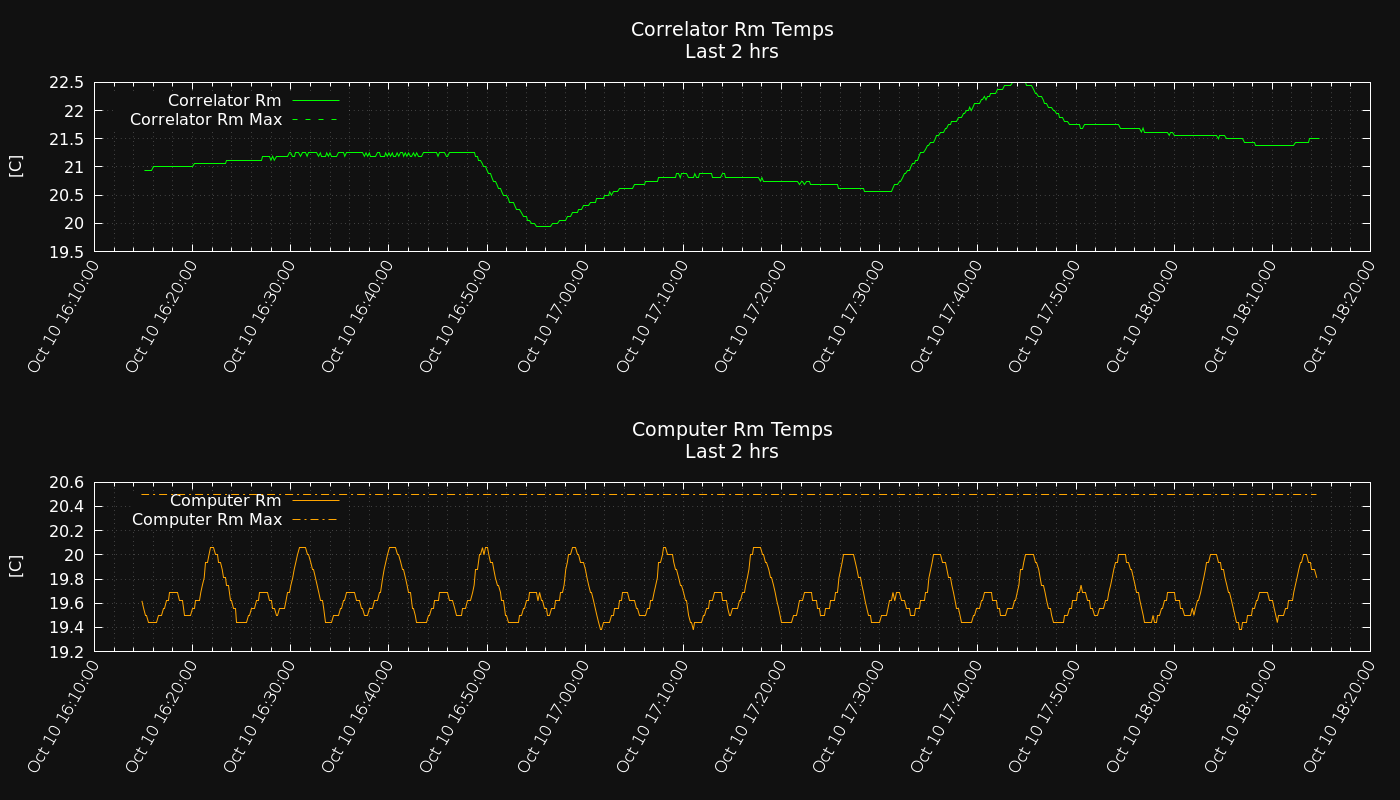 Correlator Rm Temps
Last 2 hrs
22.5
22
21.5
21
20.5
20
19.5
[C]
Correlator Rm
Correlator Rm Max
Oct 10 16:10:00
Oct 10 16:20:00
Oct 10 16:30:00
Oct 10 16:40:00
Oct 10 16:50:00
Oct 10 17:00:00
Oct 10 17:10:00
Oct 10 17:20:00
Oct 10 17:30:00
Oct 10 17:40:00
Oct 10 17:50:00
Oct 10 18:00:00
Oct 10 18:10:00
Oct 10 18:20:00
Computer Rm Temps
Last 2 hrs
20.6
20.4
20.2
20
19.8
19.6
19.4
19.2
[C]
Computer Rm
Computer Rm Max
Oct 10 16:10:00
Oct 10 16:20:00
Oct 10 16:30:00
Oct 10 16:40:00
Oct 10 16:50:00
Oct 10 17:00:00
Oct 10 17:10:00
Oct 10 17:20:00
Oct 10 17:30:00
Oct 10 17:40:00
Oct 10 17:50:00
Oct 10 18:00:00
Oct 10 18:10:00
Oct 10 18:20:00